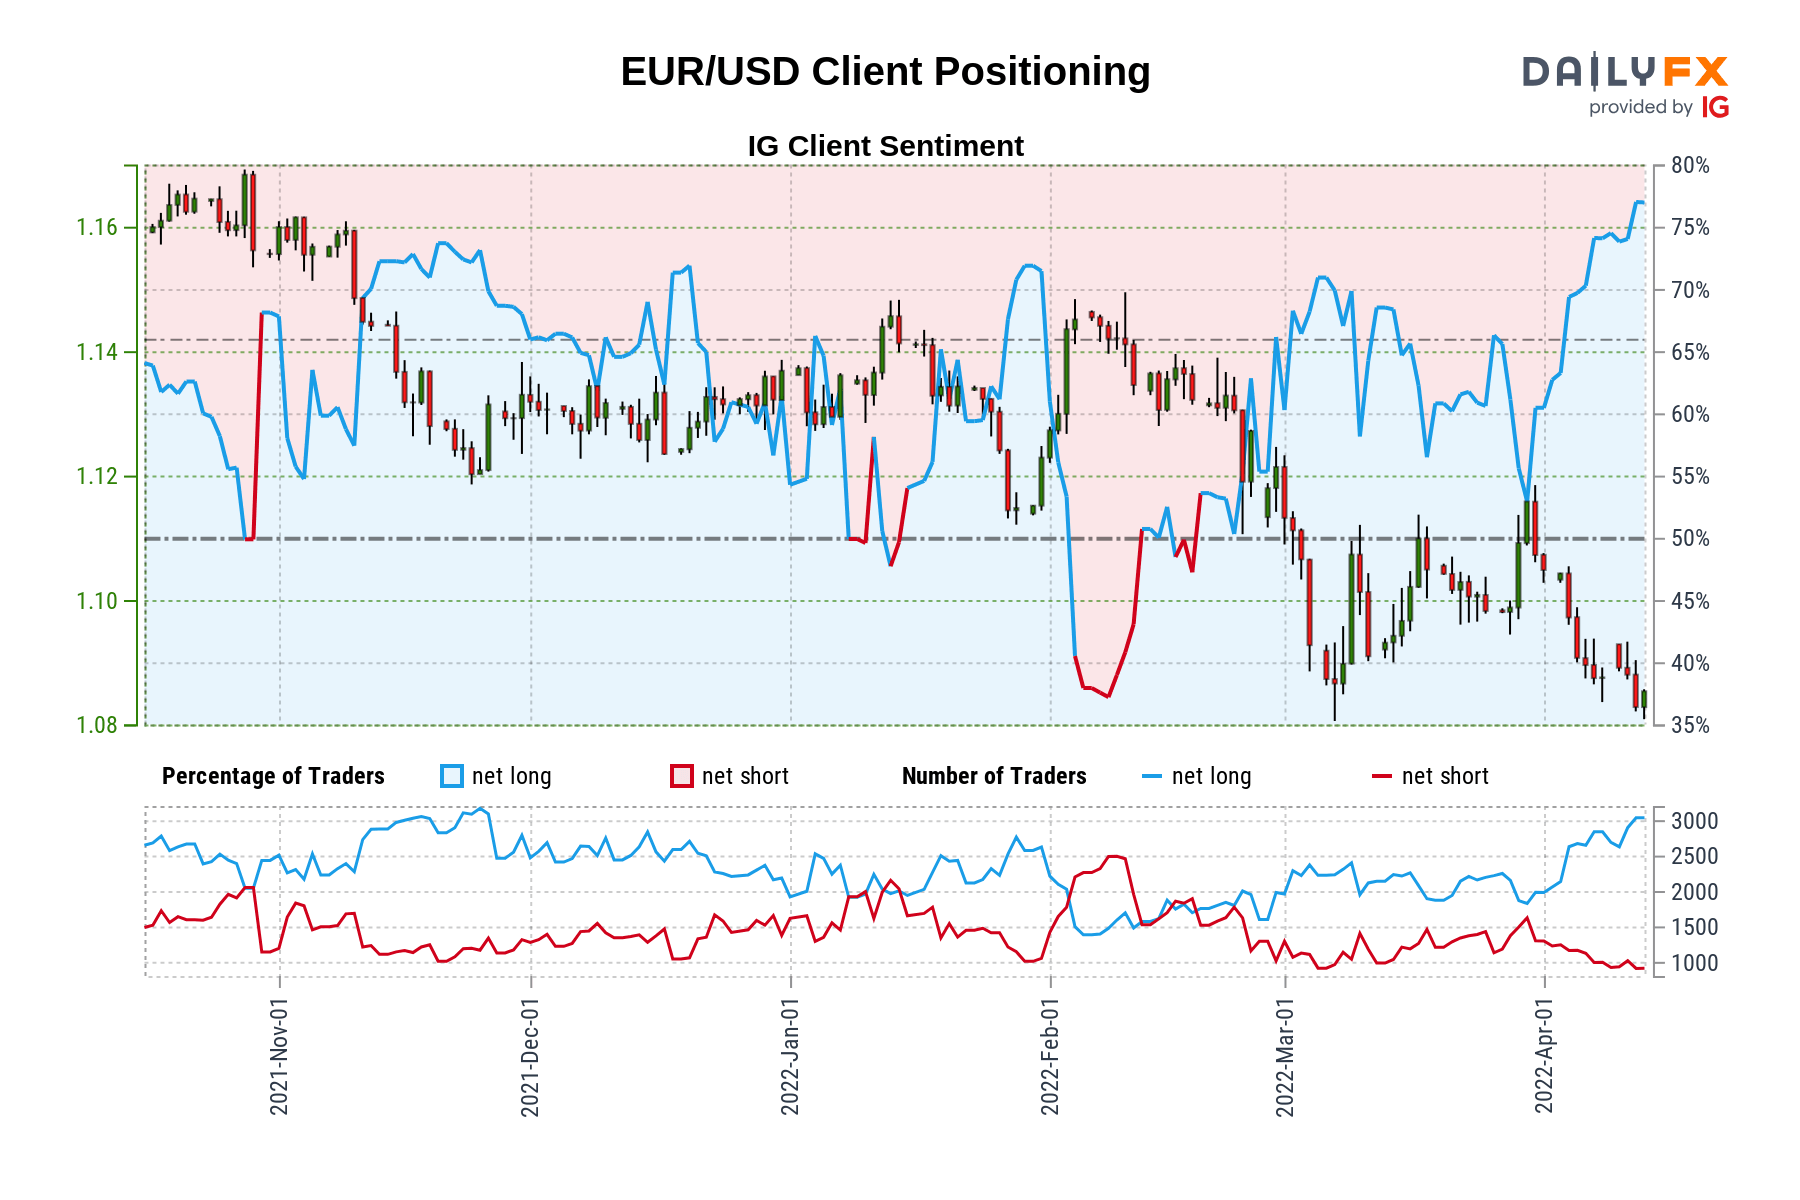 EUR/USD Client Positioning
DAILYFX
provided by IG
IG Client Sentiment
1.16
1.14
1.12
1.10
1.08
80%
75%
70%
65%
60%
55%
50%
45%
40%
35%
Percentage of Traders net long net short Number of Traders net long net short
3000
2500
2000
1500
1000
2021-Nov-01
2021-Dec-01
2022-Jan-01
2022-Feb-01
2022-Mar-01
2022-Apr-01